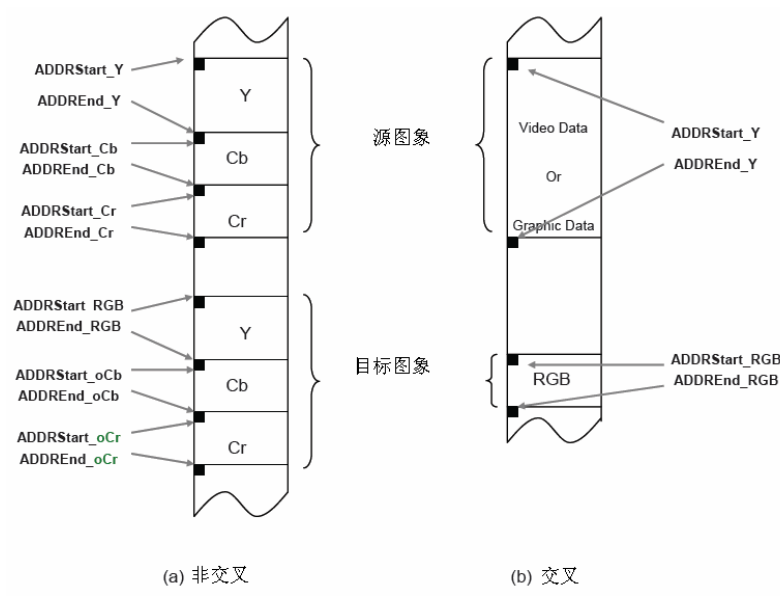 ADDRStart_Y
ADDREnd_Y
ADDRStart_Cb
ADDREnd_Cb
ADDRStart_Cr
ADDREnd_Cr
Y
Cb
Cr
源图象
ADDRStart RGB
ADDREnd_RGB
ADDRStart_oCb
ADDREnd_oCb
ADDRStart_oCr
ADDREnd_oCr
Y
Cb
Cr
目标图象
(a) 非交叉
Video Data
Or
Graphic Data
ADDRStart_Y
ADDREnd_Y
RGB
ADDRStart_RGB
ADDREnd_RGB
(b) 交叉